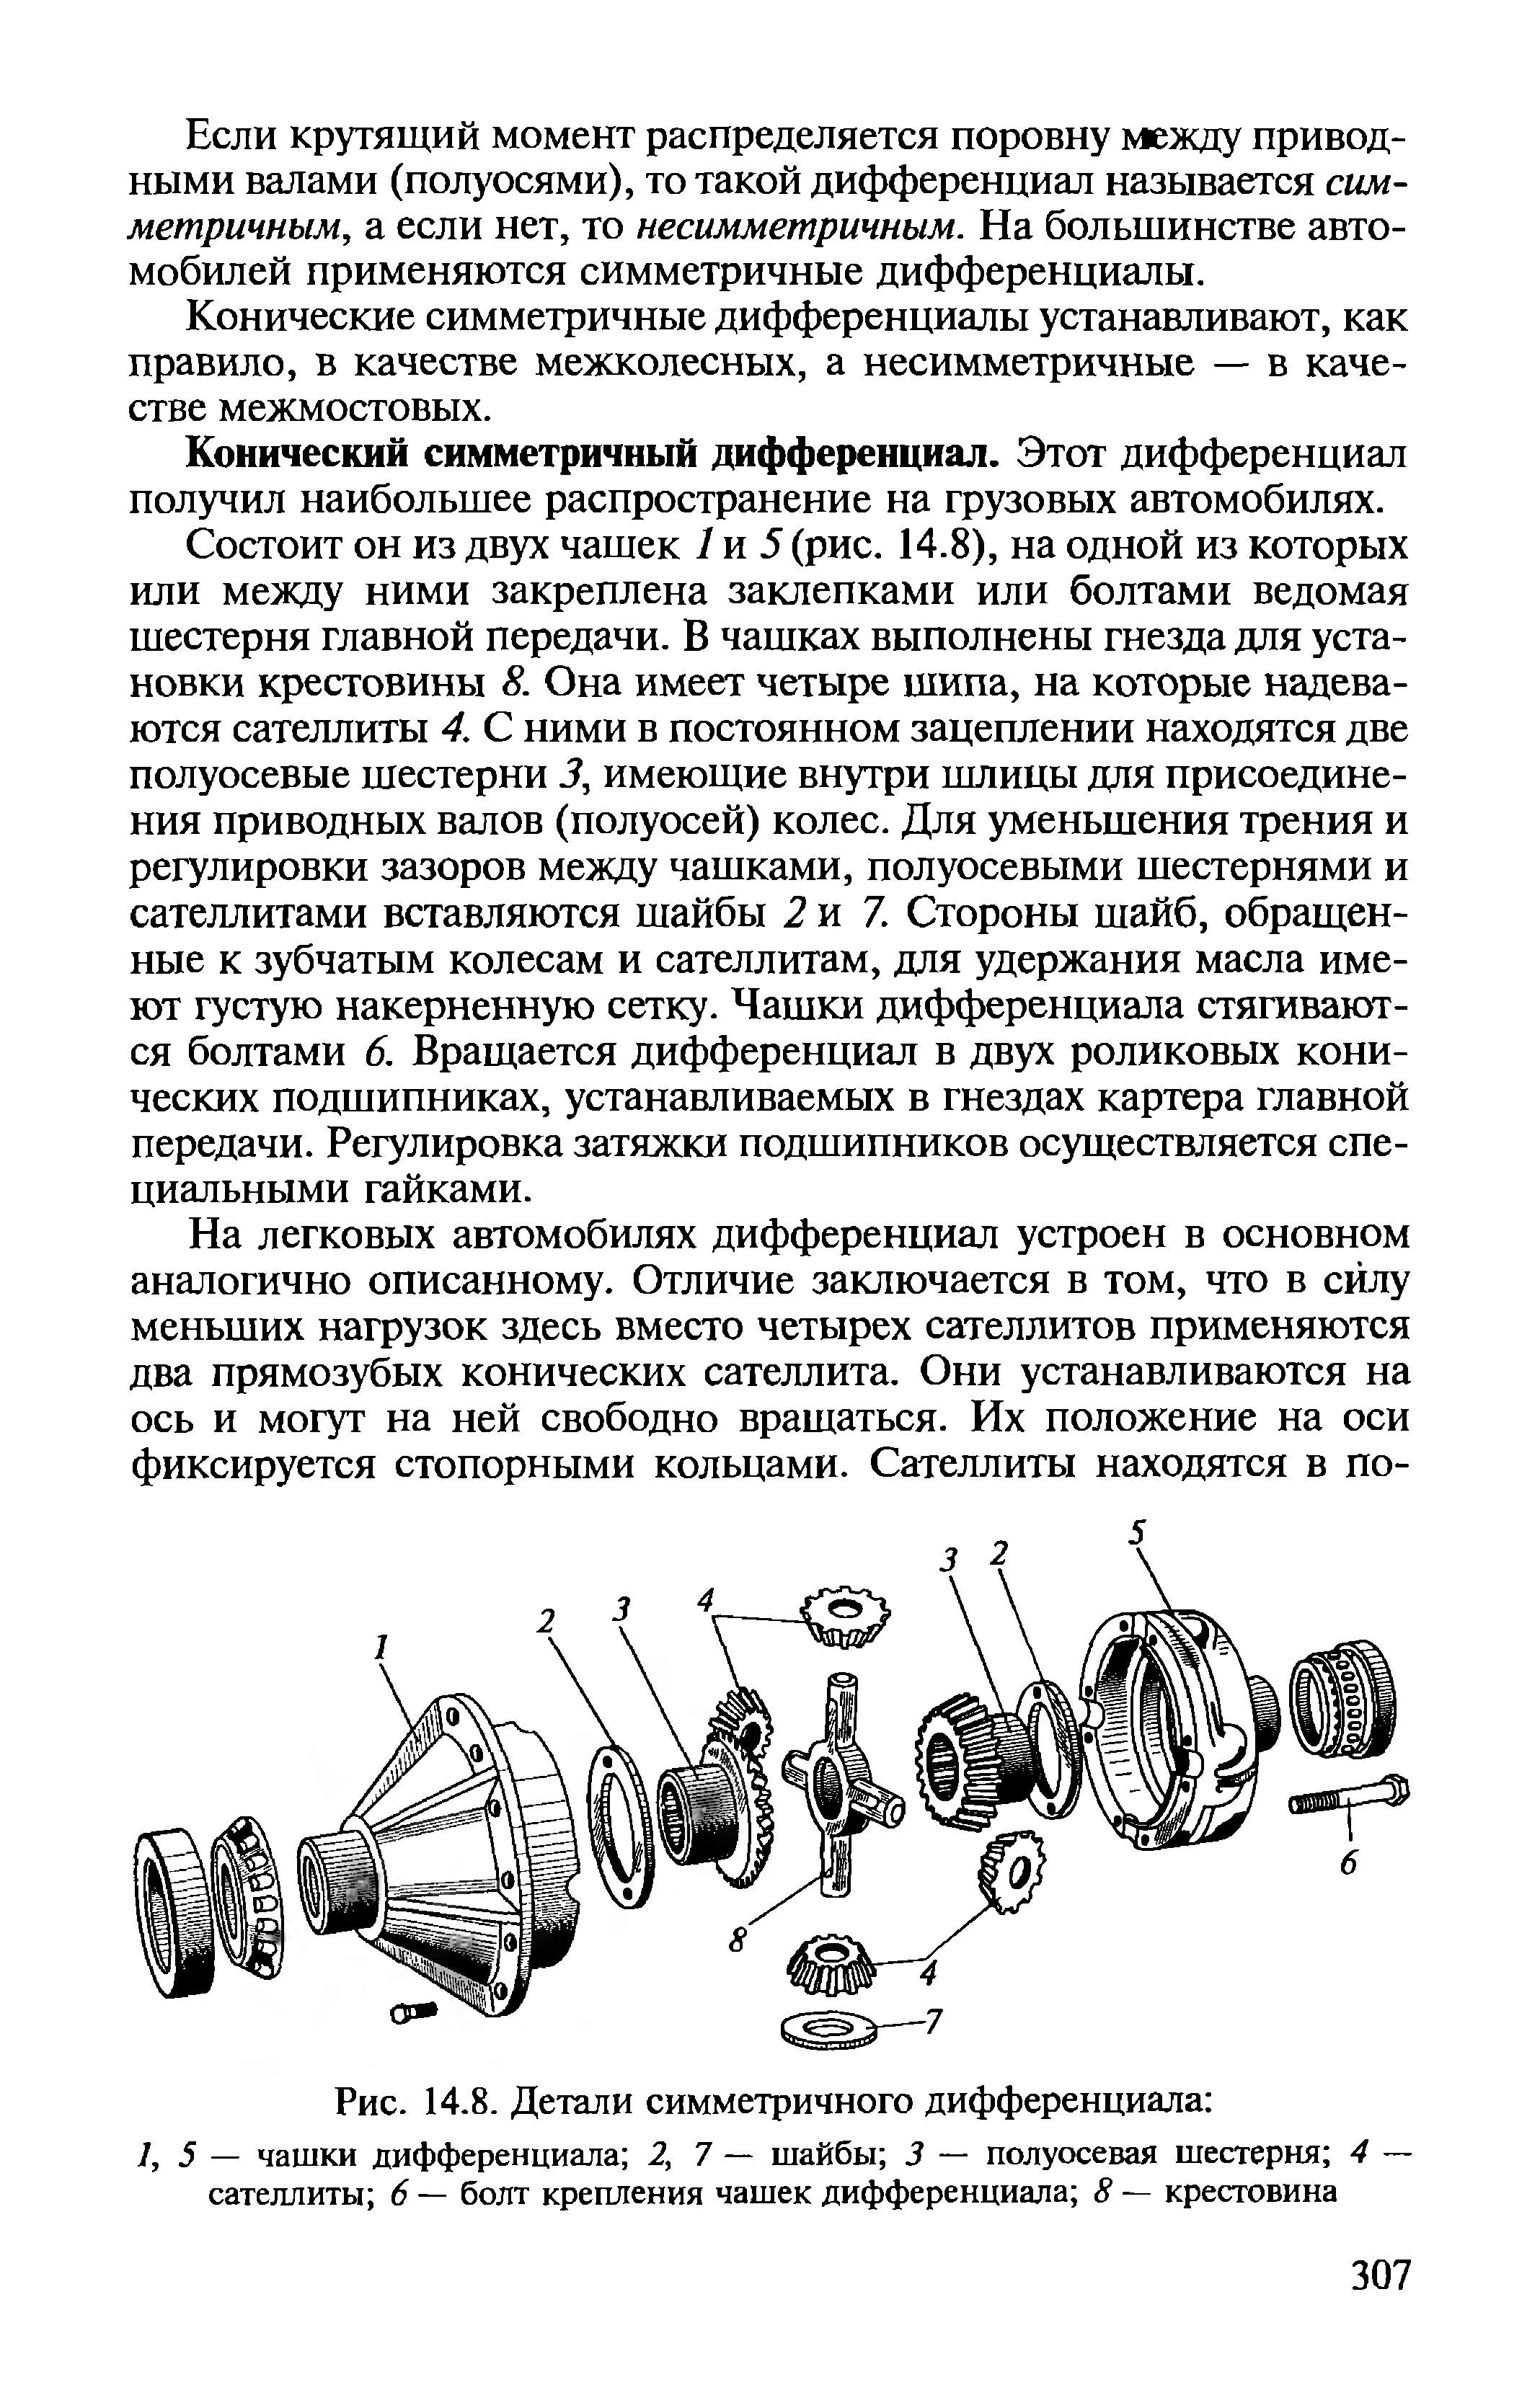 Если крутящий момент распределяется поровну между привод-
ными валами (полуосями), то такой дифференциал называется сим-
метричным, а если нет, то несимметричным. На большинстве авто-
мобилей применяются симметричные дифференциалы.
Конические симметричные дифференциалы устанавливают, как
правило, в качестве межколесных, а несимметричные — в каче-
стве межмостовых.
Конический симметричный дифференциал. Этот дифференциал
получил наибольшее распространение на грузовых автомобилях.
Состоит он из двух чашек 1 и 5 (рис. 14.8), на одной из которых
или между ними закреплена заклепками или болтами ведомая
шестерня главной передачи. В чашках выполнены гнезда для уста-
новки крестовины 8. Она имеет четыре шипа, на которые надева-
ются сателлиты 4. С ними в постоянном зацеплении находятся две
полуосевые шестерни 3, имеющие внутри шлицы для присоедине-
ния приводных валов (полуосей) колес. Для уменьшения трения и
регулировки зазоров между чашками, полуосевыми шестернями и
сателлитами вставляются шайбы 2 и 7. Стороны шайб, обращен-
ные к зубчатым колесам и сателлитам, для удержания масла име-
ют густую накерненную сетку. Чашки дифференциала стягивают-
ся болтами 6. Вращается дифференциал в двух роликовых кони-
ческих подшипниках, устанавливаемых в гнездах картера главной
передачи. Регулировка затяжки подшипников осуществляется спе-
циальными гайками.
На легковых автомобилях дифференциал устроен в основном
аналогично описанному. Отличие заключается в том, что в силу
меньших нагрузок здесь вместо четырех сателлитов применяются
два прямозубых конических сателлита. Они устанавливаются на
ось и могут на ней свободно вращаться. Их положение на оси
фиксируется стопорными кольцами. Сателлиты находятся в по-
1
2
3
4
3
2
5
6
8
4
7
Рис. 14.8. Детали симметричного дифференциала:
1, 5 — чашки дифференциала; 2, 7 — шайбы; 3 — полуосевая шестерня; 4 —
сателлиты; 6 — болт крепления чашек дифференциала; 8 — крестовина
307